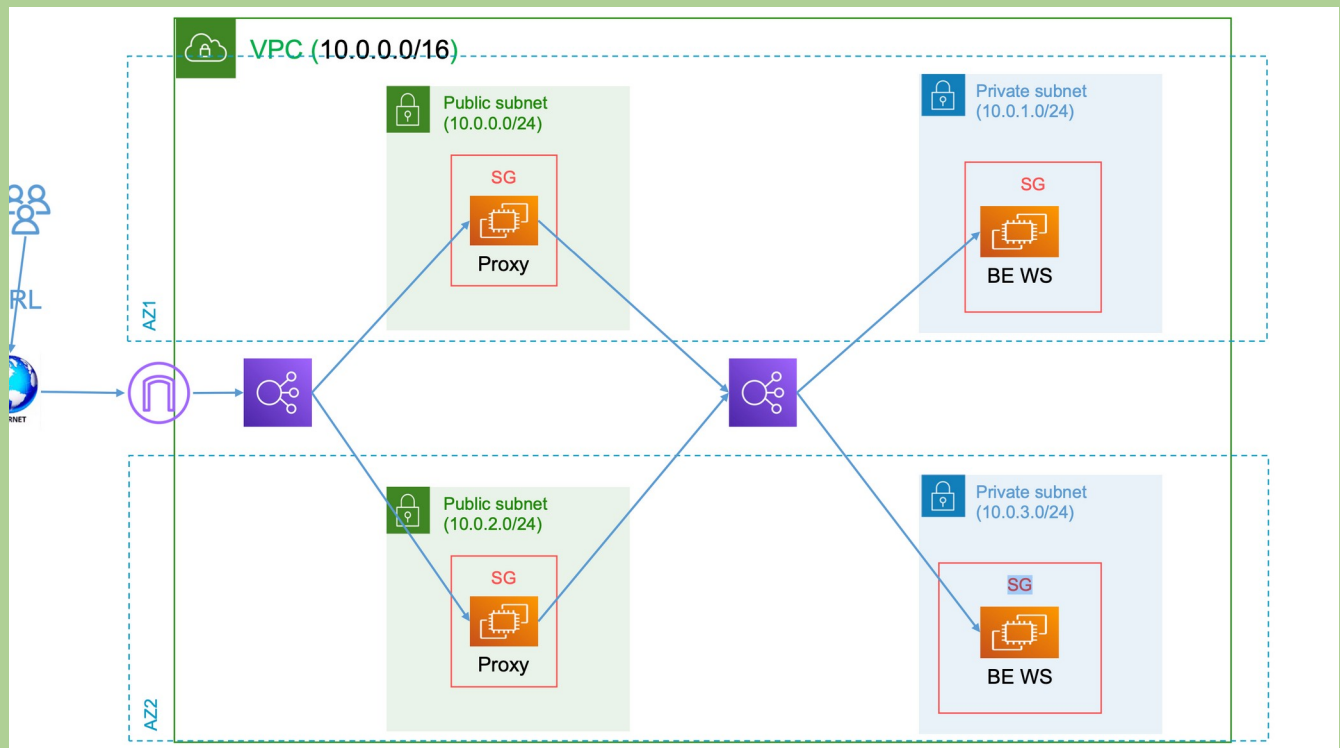 VPC (10.0.0.0/16)
Public subnet
(10.0.0.0/24)
SG
Proxy
Private subnet
(10.0.1.0/24)
SG
BE WS
AZ1
RL
RNET
Public subnet
(10.0.2.0/24)
SG
Proxy
Private subnet
(10.0.3.0/24)
SG
BE WS
AZ2